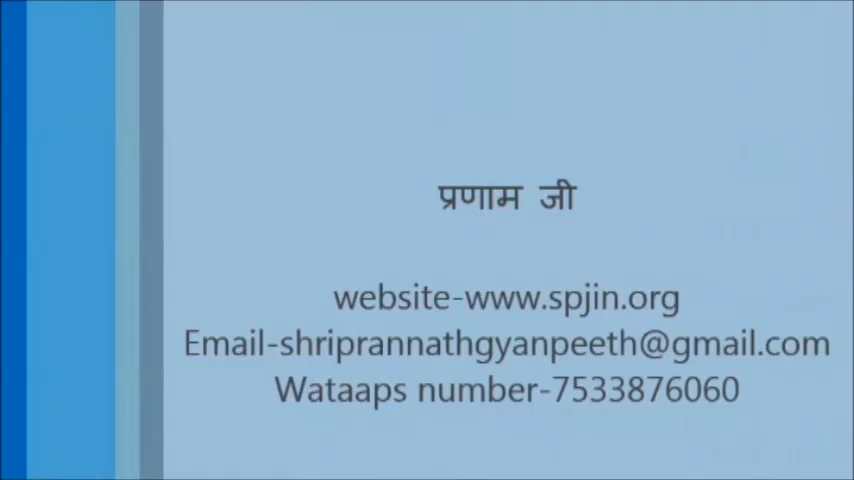 प्रणाम जी
website-www.spjin.org
Email-shriprannathgyanpeeth@gmail.com
Wataaps number-7533876060